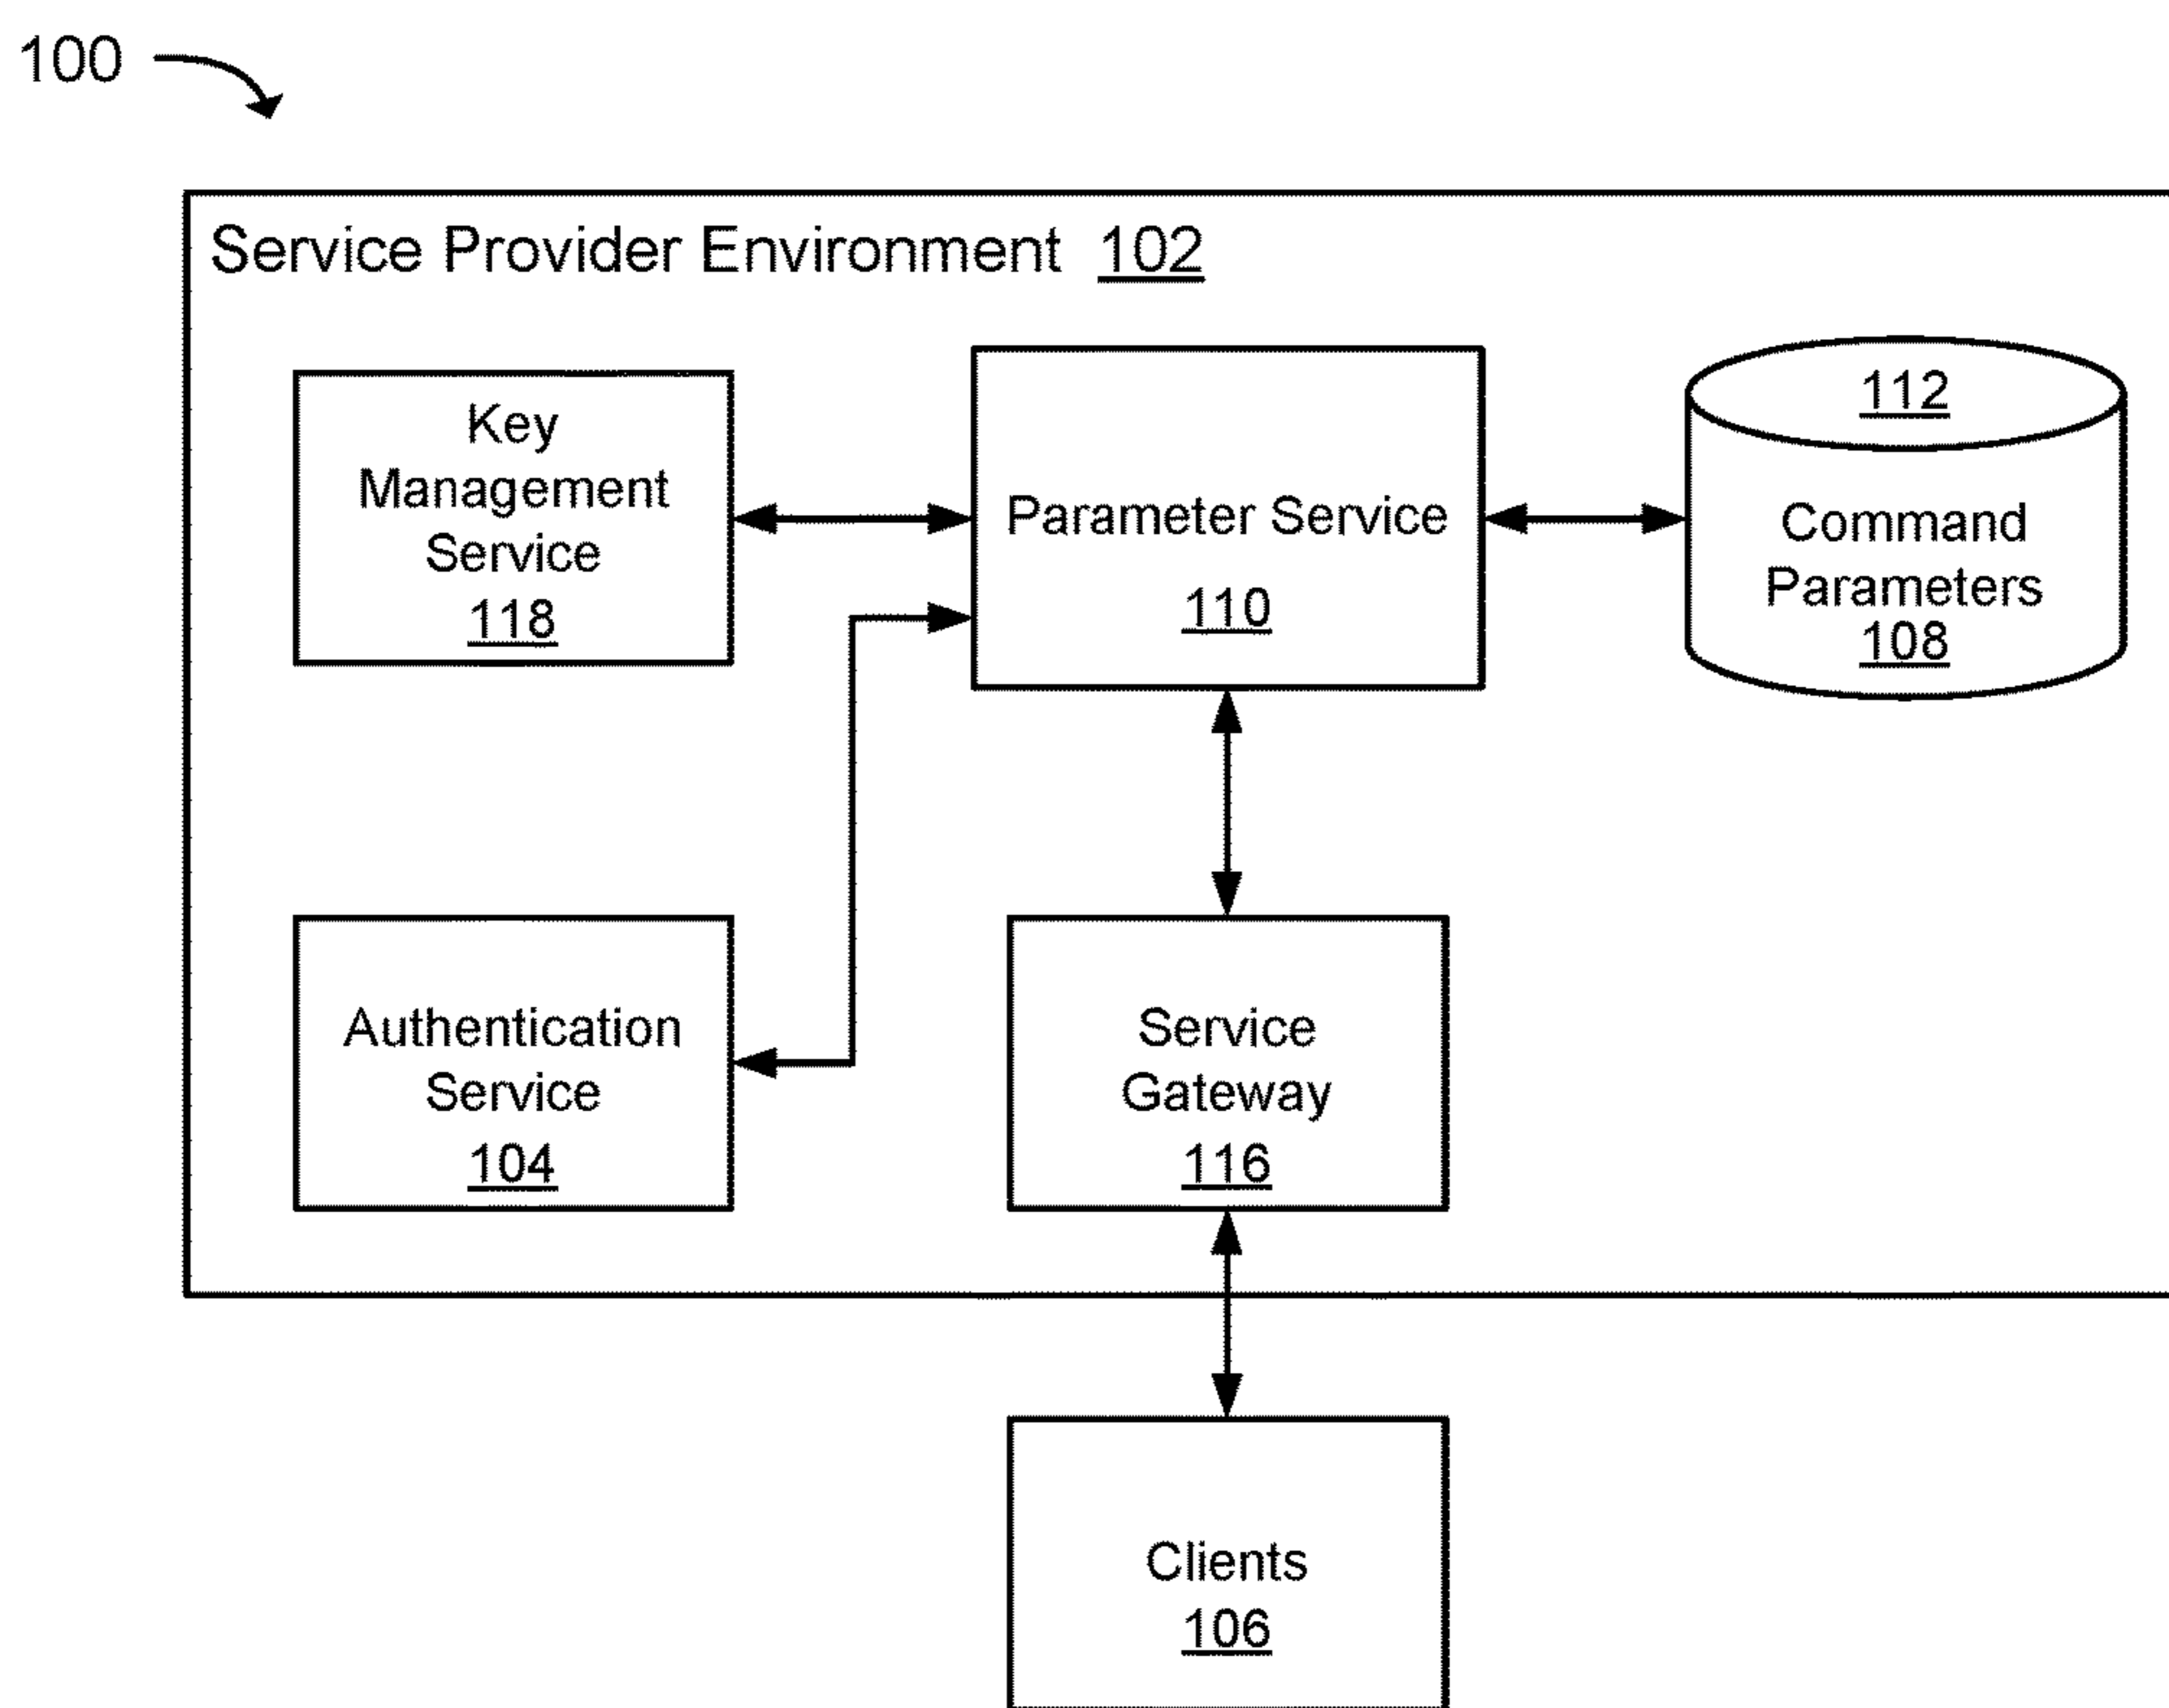 100
Service Provider Environment 102
Key
Management
Service
118
Parameter Service
110
112
Command
Parameters
108
Authentication
Service
104
Service
Gateway
116
Clients
106